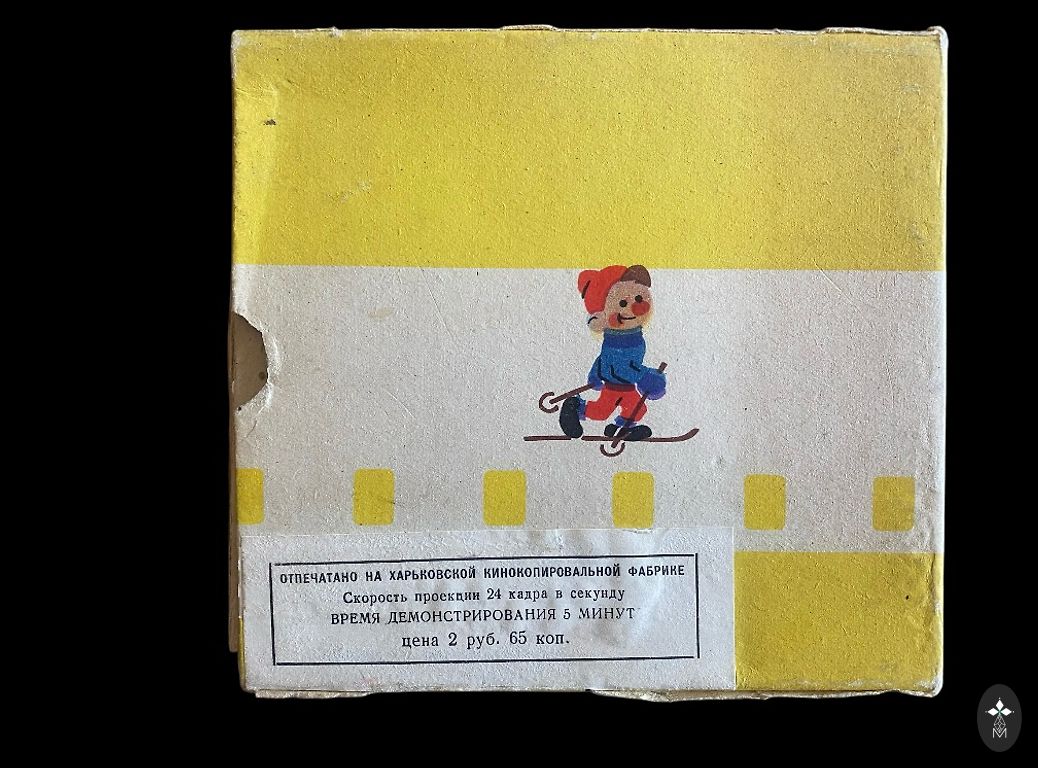 ОТПЕЧАТАНО НА ХАРЬКОВСКОЙ КИНОКОПИРОВАЛЬНОЙ ФАБРИКЕ
Скорость проекции 24 кадра в секунду
ВРЕМЯ ДЕМОНСТРИРОВАНИЯ 5 МИНУТ
цена 2 руб. 65 коп.
M